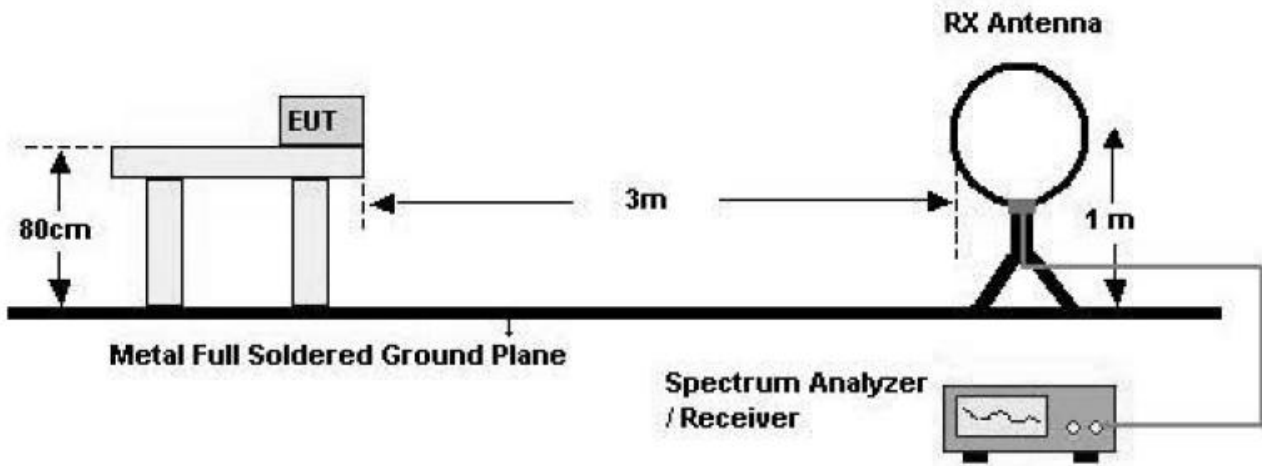 RX Antenna
EUT
3m
80cm
1 m
Metal Full Soldered Ground Plane
Spectrum Analyzer
/ Receiver